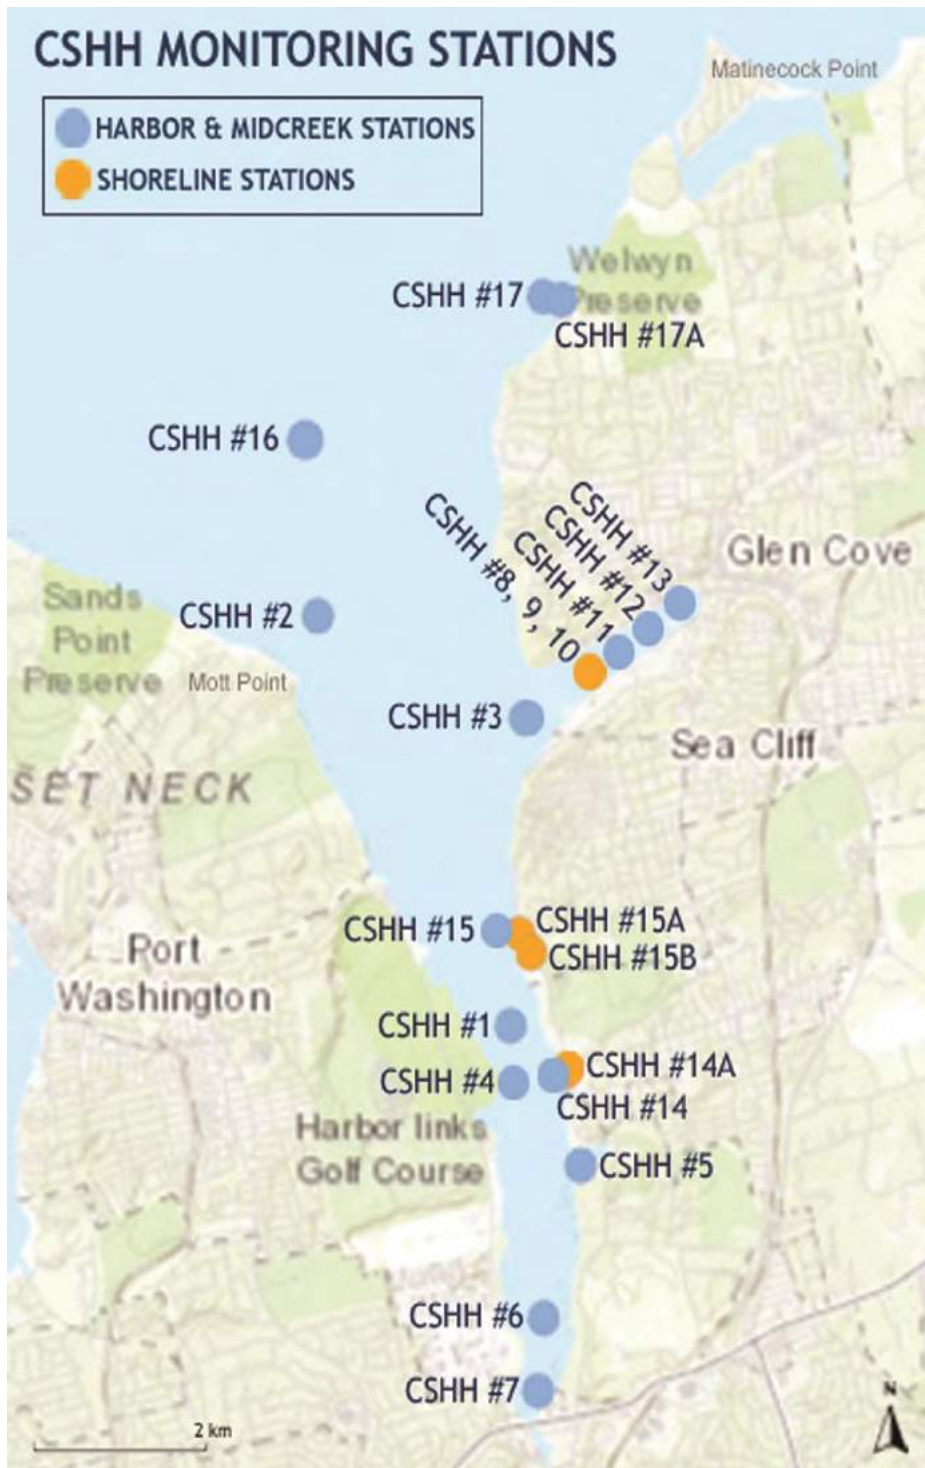 CSHH MONITORING STATIONS
HARBOR & MIDCREEK STATIONS
SHORELINE STATIONS
Matinecock Point
Welwyn
Preserve
CSHH #17
CSHH #17A
CSHH #16
CSHH #13
CSHH #12
CSHH #11
CSHH #8, 9, 10
Glen Cove
Sands
Point
Preserve
CSHH #2
Mott Point
CSHH #3
Sea Cliff
SET NECK
CSHH #15
CSHH #15A
CSHH #15B
Port
Washington
CSHH #1
CSHH #4
CSHH #14A
CSHH #14
Harbor links
Golf Course
CSHH #5
CSHH #6
CSHH #7
2 km
N